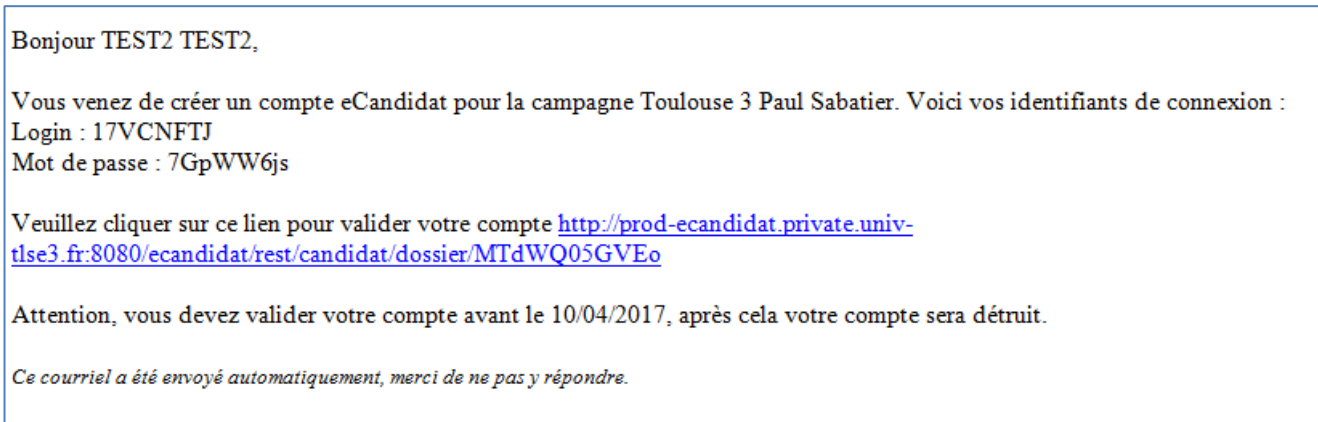 Bonjour TEST2 TEST2,
Vous venez de créer un compte eCandidat pour la campagne Toulouse 3 Paul Sabatier. Voici vos identifiants de connexion :
Login : 17VCNFTJ
Mot de passe : 7GpWW6js
Veuillez cliquer sur ce lien pour valider votre compte http://prod-ecandidat.private.univ-
tlse3.fr:8080/ecandidat/rest/candidat/dossier/MTdWQ05GVEo
Attention, vous devez valider votre compte avant le 10/04/2017, après cela votre compte sera détruit.
Ce courriel a été envoyé automatiquement, merci de ne pas y répondre.